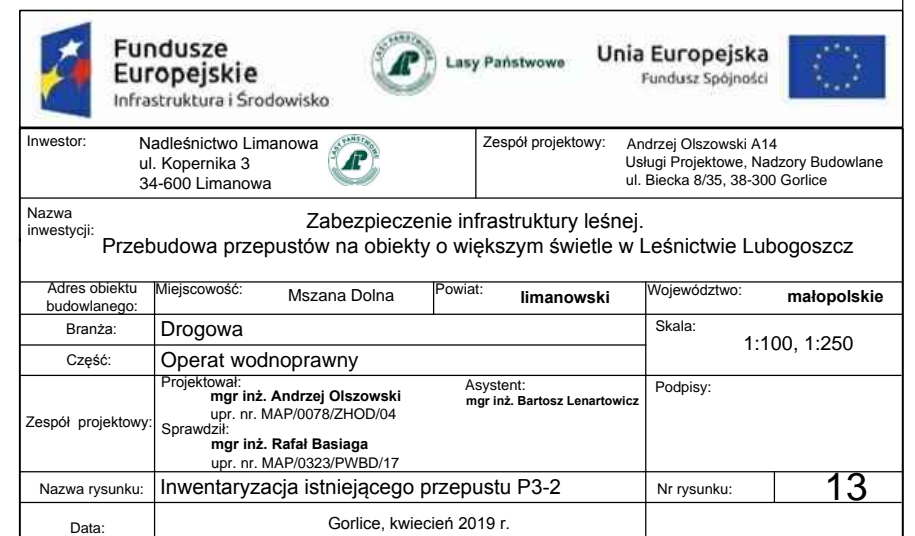 Fundusze
Europejskie
Infrastruktura i Środowisko
LASY PAŃSTWOWE
Lasy Państwowe
Unia Europejska
Fundusz Spójności
Inwestor:
Nadleśnictwo Limanowa
ul. Kopernika 3
34-600 Limanowa
LASY PAŃSTWOWE
Zespół projektowy:
Andrzej Olszowski A14
Usługi Projektowe, Nadzory Budowlane
ul. Biecka 8/35, 38-300 Gorlice
Nazwa
inwestycji:
Zabezpieczenie infrastruktury leśnej.
Przebudowa przepustów na obiekty o większym świetle w Leśnictwie Lubogoszcz
Adres obiektu
budowlanego:
Miejscowość:
Mszana Dolna
Powiat:
limanowski
Województwo:
małopolskie
Branża:
Drogowa
Skala:
1:100, 1:250
Część:
Operat wodnoprawny
Zespół projektowy:
Projektował:
mgr inż. Andrzej Olszowski
upr. nr. MAP/0078/ZHOD/04
Sprawdził:
mgr inż. Rafał Basiaga
upr. nr. MAP/0323/PWBD/17
Asystent:
mgr inż. Bartosz Lenartowicz
Podpisy:
Nazwa rysunku:
Inwentaryzacja istniejącego przepustu P3-2
Nr rysunku:
13
Data:
Gorlice, kwiecień 2019 r.